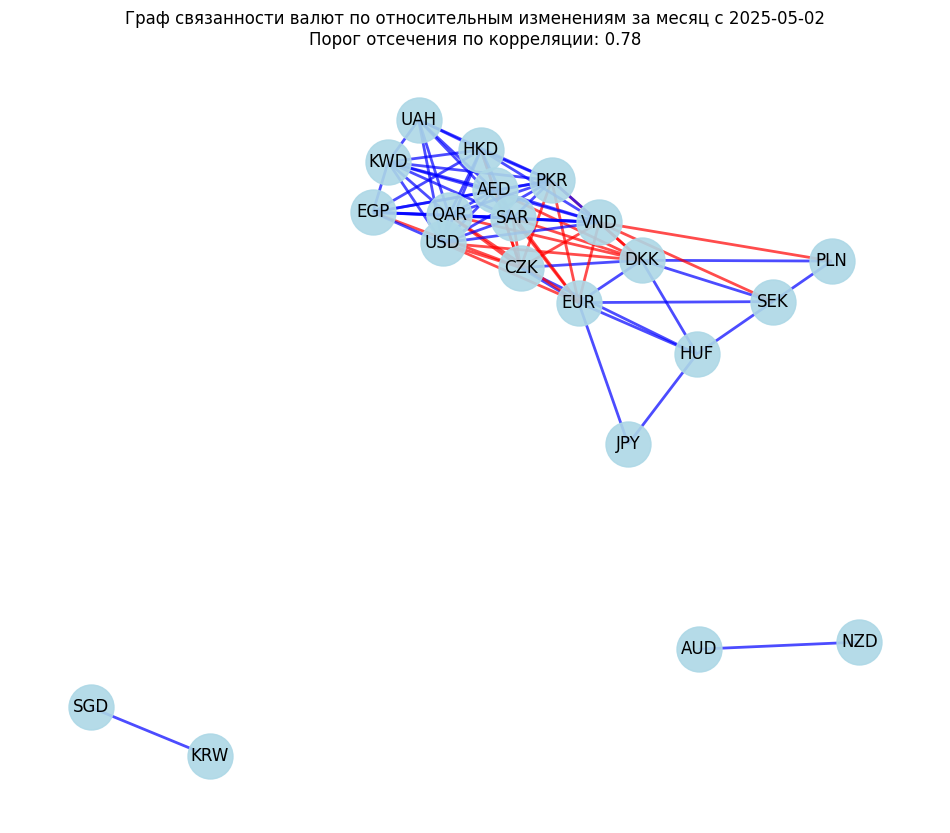 Граф связанности валют по относительным изменениям за месяц с 2025-05-02
Порог отсечения по корреляции: 0.78
UAH
HKD
KWD
PKR
AED
EGP
QAR
SAR
VND
USD
DKK
PLN
CZK
SEK
EUR
HUF
JPY
NZD
AUD
SGD
KRW